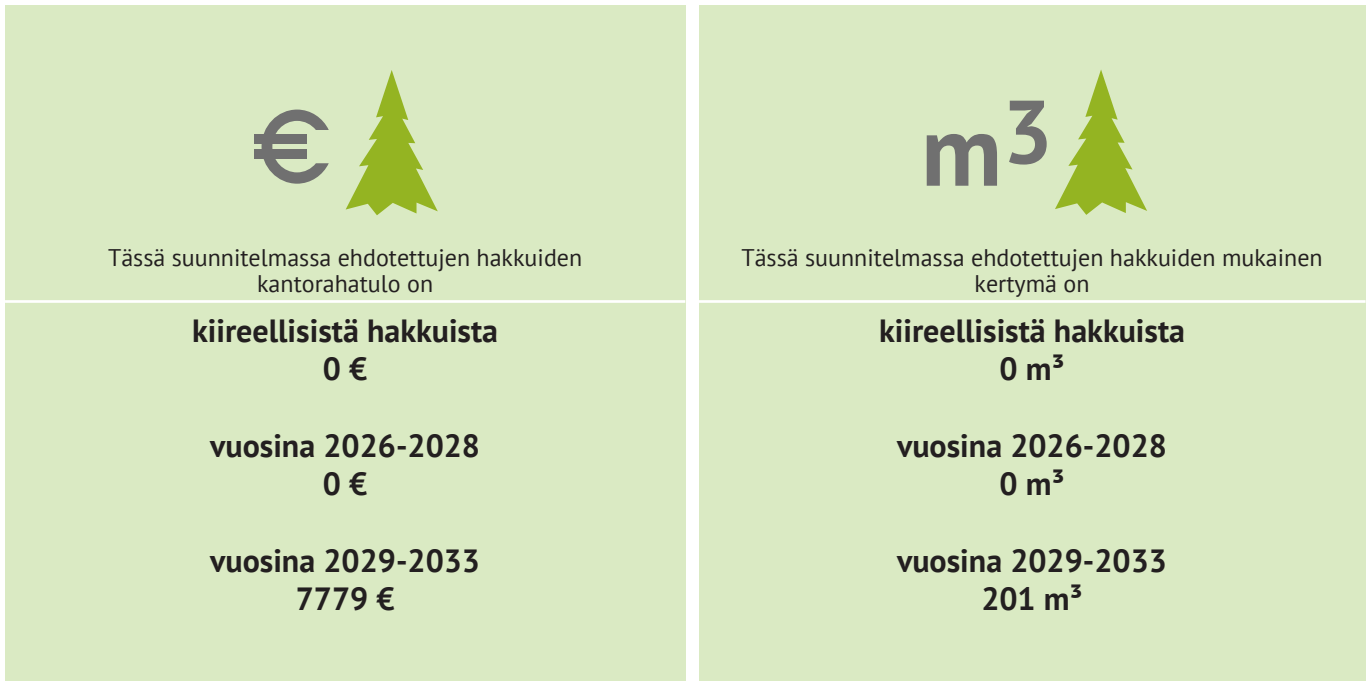 €
Tässä suunnitelmassa ehdotettujen hakkuiden
kantorahatulo on
kiireellisistä hakkuista
0 €
vuosina 2026-2028
0 €
vuosina 2029-2033
7779 €
m³
Tässä suunnitelmassa ehdotettujen hakkuiden mukainen
kertymä on
kiireellisistä hakkuista
0 m³
vuosina 2026-2028
0 m³
vuosina 2029-2033
201 m³